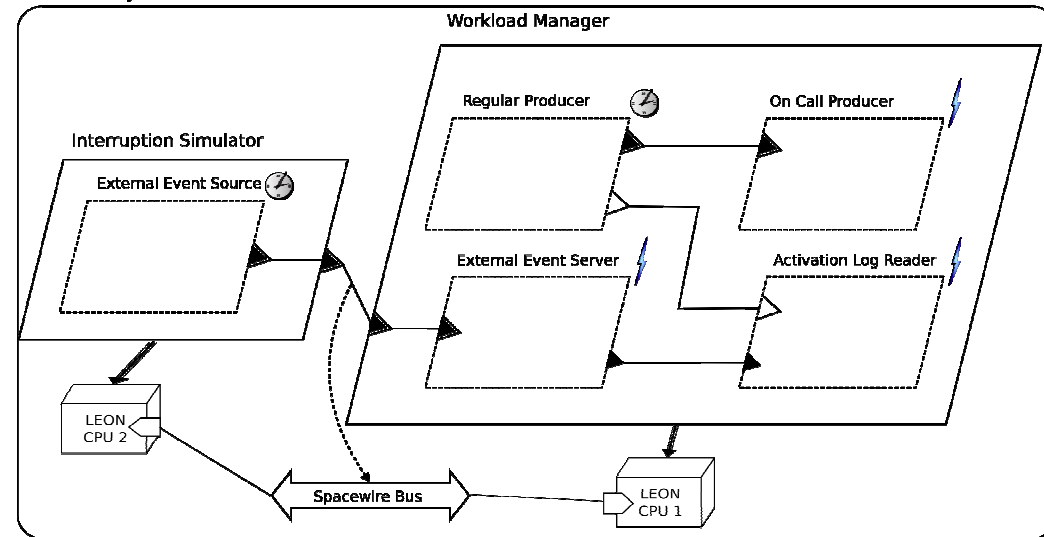 Workload Manager
Regular Producer
On Call Producer
Interruption Simulator
External Event Source
External Event Server
Activation Log Reader
LEON
CPU 2
Spacewire Bus
LEON
CPU 1